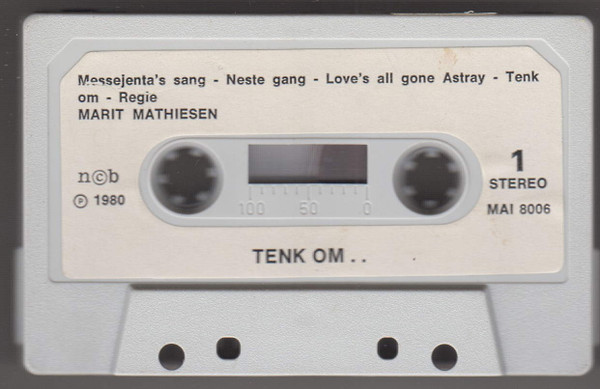 Messejenta's sang - Neste gang - Love's all gone Astray - Tenk
om - Regie
MARIT MATHIESEN
n©b
℗ 1980
1
STEREO
MAI 8006
100 50 0
TENK OM . .